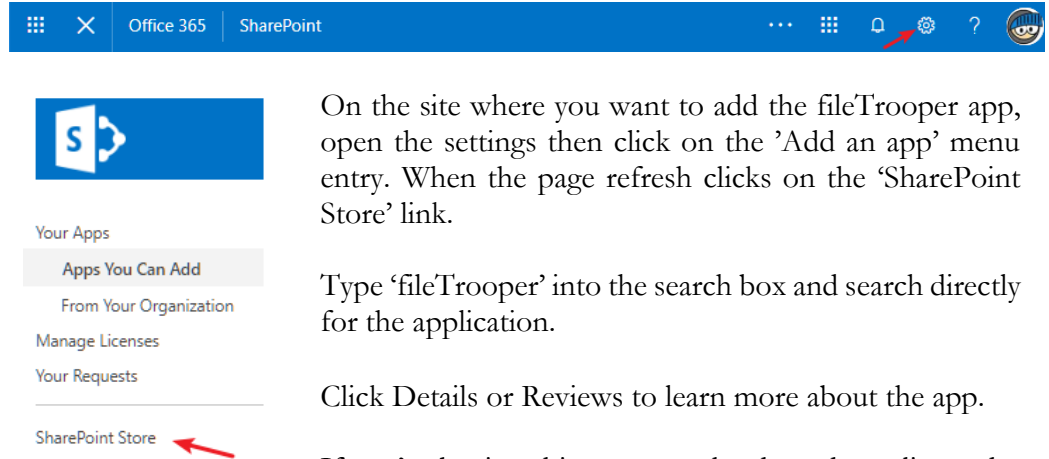 Office 365 SharePoint ... ?
S
Your Apps
Apps You Can Add
From Your Organization
Manage Licenses
Your Requests
SharePoint Store
On the site where you want to add the fileTrooper app,
open the settings then click on the 'Add an app' menu
entry. When the page refresh clicks on the 'SharePoint
Store' link.
Type 'fileTrooper' into the search box and search directly
for the application.
Click Details or Reviews to learn more about the app.